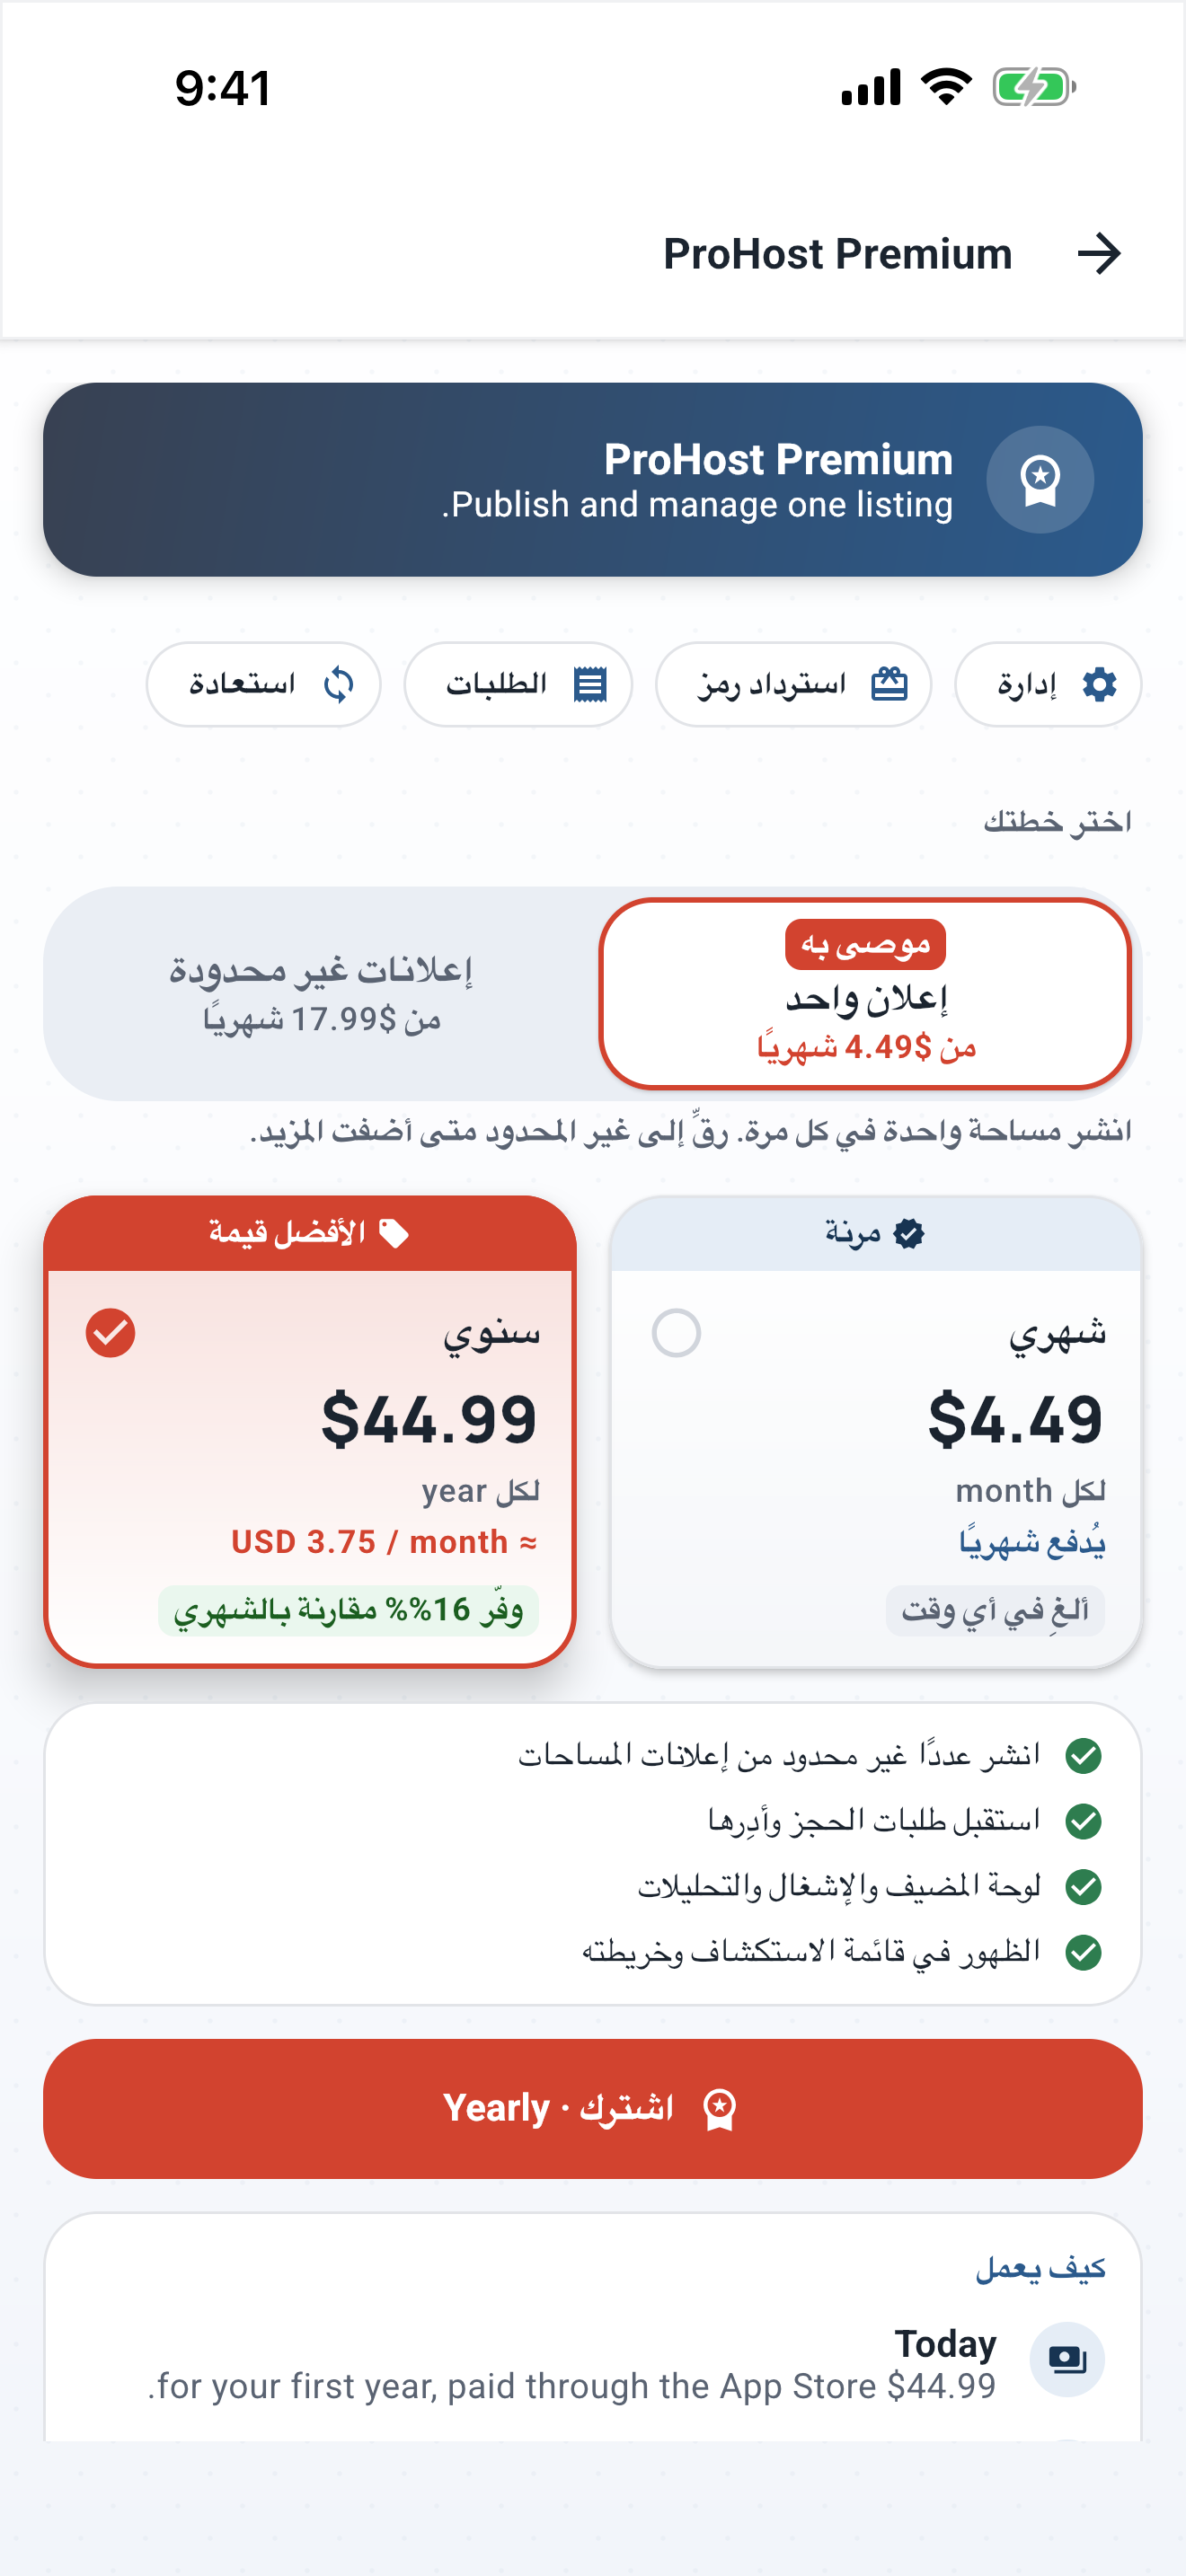 9:41
ProHost Premium
ProHost Premium
Publish and manage one listing.
إدارة
استرداد رمز
الطلبات
استعادة
اختر خطتك
موصى به
إعلان واحد
من $4.49 شهريًا
إعلانات غير محدودة
من $17.99 شهريًا
انشر مساحة واحدة في كل مرة. رقِّ إلى غير المحدود متى أضفت المزيد.
مرنة
شهري
$4.49
لكل month
يُدفع شهريًا
ألغِ في أي وقت
الأفضل قيمة
سنوي
$44.99
لكل year
≈ USD 3.75 / month
وفّر 16%% مقارنة بالشهري
انشر عددًا غير محدود من إعلانات المساحات
استقبل طلبات الحجز وأدِرها
لوحة المضيف والإشغال والتحليلات
الظهور في قائمة الاستكشاف وخريطته
اشترك · Yearly
كيف يعمل
Today
$44.99 for your first year, paid through the App Store.